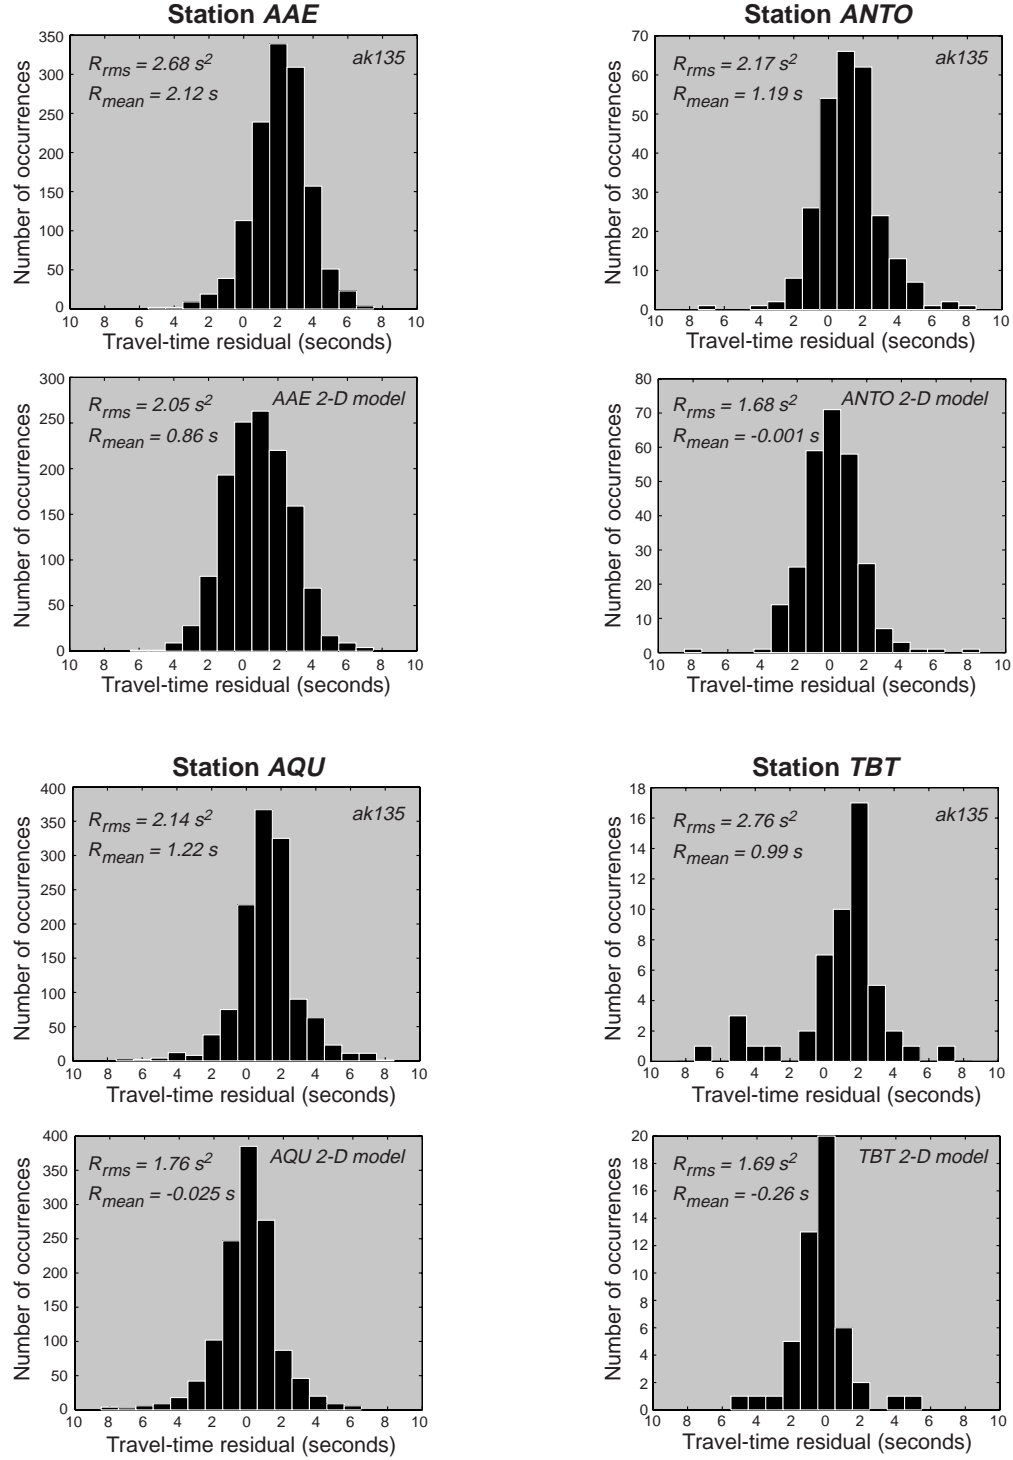 Station AAE
R_rms = 2.68 s²
R_mean = 2.12 s
ak135
Number of occurrences
350
300
250
200
150
100
50
0
10 8 6 4 2 0 2 4 6 8 10
Travel-time residual (seconds)
Station ANTO
R_rms = 2.17 s²
R_mean = 1.19 s
ak135
Number of occurrences
70
60
50
40
30
20
10
0
10 8 6 4 2 0 2 4 6 8 10
Travel-time residual (seconds)
R_rms = 2.05 s²
R_mean = 0.86 s
AAE 2-D model
Number of occurrences
300
250
200
150
100
50
0
10 8 6 4 2 0 2 4 6 8 10
Travel-time residual (seconds)
R_rms = 1.68 s²
R_mean = -0.001 s
ANTO 2-D model
Number of occurrences
80
70
60
50
40
30
20
10
0
10 8 6 4 2 0 2 4 6 8 10
Travel-time residual (seconds)
Station AQU
R_rms = 2.14 s²
R_mean = 1.22 s
ak135
Number of occurrences
400
350
300
250
200
150
100
50
0
10 8 6 4 2 0 2 4 6 8 10
Travel-time residual (seconds)
Station TBT
R_rms = 2.76 s²
R_mean = 0.99 s
ak135
Number of occurrences
18
16
14
12
10
8
6
4
2
0
10 8 6 4 2 0 2 4 6 8 10
Travel-time residual (seconds)
R_rms = 1.76 s²
R_mean = -0.025 s
AQU 2-D model
Number of occurrences
400
350
300
250
200
150
100
50
0
10 8 6 4 2 0 2 4 6 8 10
Travel-time residual (seconds)
R_rms = 1.69 s²
R_mean = -0.26 s
TBT 2-D model
Number of occurrences
20
18
16
14
12
10
8
6
4
2
0
10 8 6 4 2 0 2 4 6 8 10
Travel-time residual (seconds)